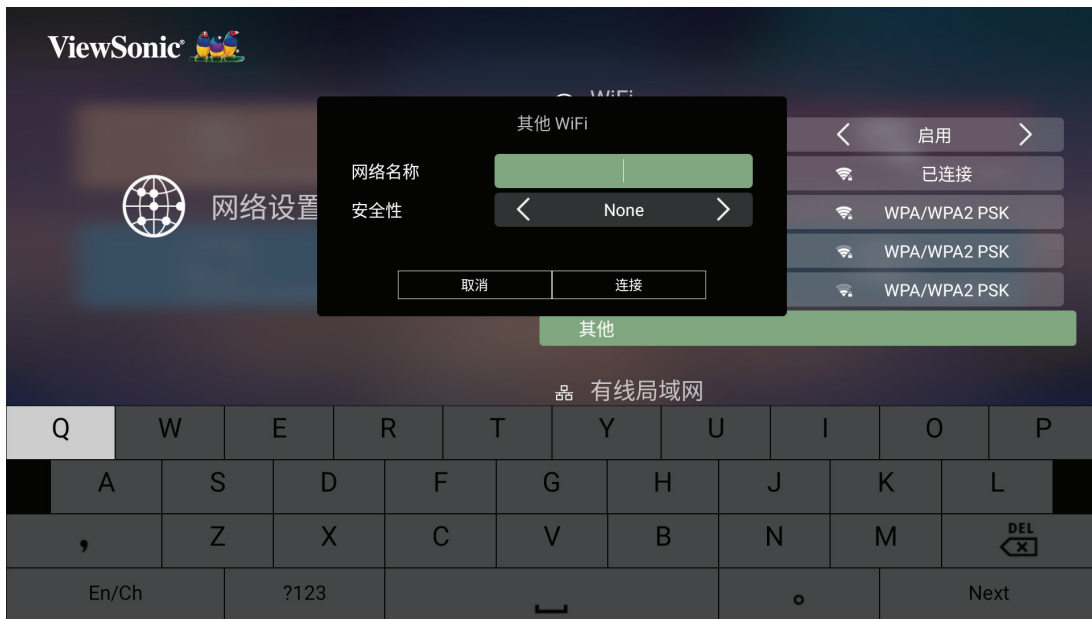 ViewSonic®
WiFi
其他 WiFi
网络名称
安全性
None
取消
连接
网络设置
启用
已连接
WPA/WPA2 PSK
WPA/WPA2 PSK
WPA/WPA2 PSK
其他
有线局域网
Q W E R T Y U I O P
A S D F G H J K L
, Z X C V B N M DEL
En/Ch ?123 。 Next